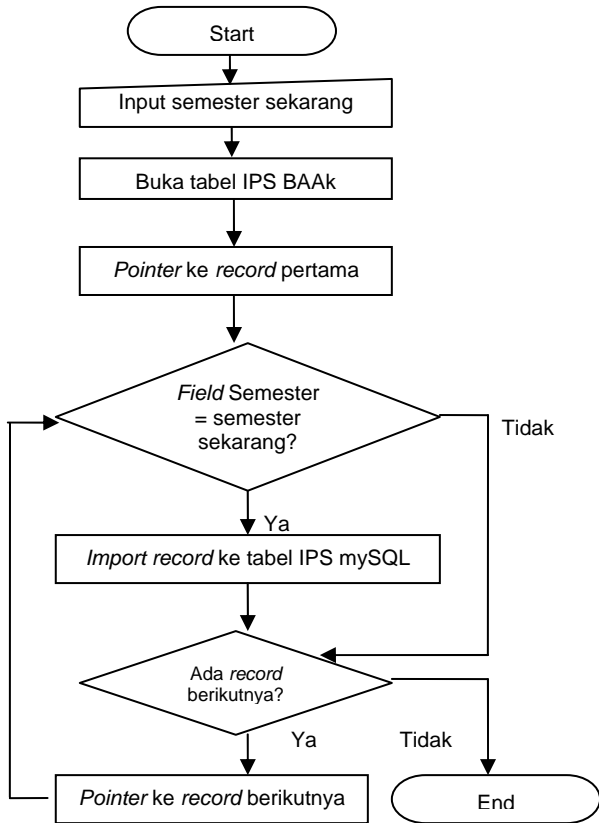 Start
Input semester sekarang
Buka tabel IPS BAAk
Pointer ke record pertama
Field Semester
= semester
sekarang?
Tidak
Ya
Import record ke tabel IPS mySQL
Ada record
berikutnya?
Ya
Tidak
Pointer ke record berikutnya
End